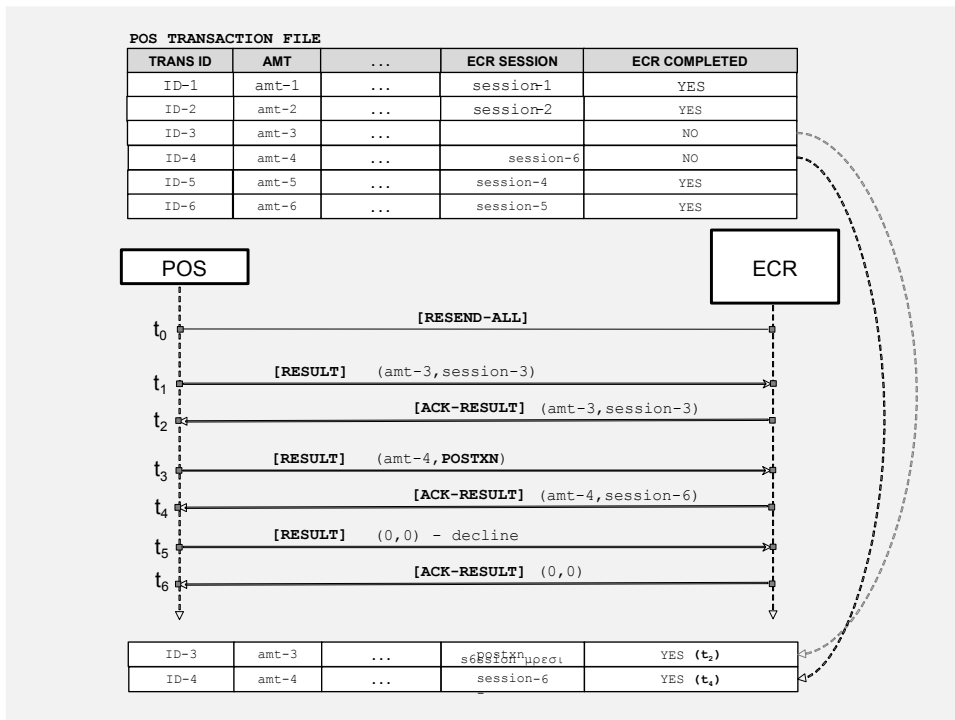 POS TRANSACTION FILE
TRANS ID AMT ... ECR SESSION ECR COMPLETED
ID-1 amt-1 ... session-1 YES
ID-2 amt-2 ... session-2 YES
ID-3 amt-3 ... NO
ID-4 amt-4 ... session-6 NO
ID-5 amt-5 ... session-4 YES
ID-6 amt-6 ... session-5 YES
POS ECR
t0 [RESEND-ALL]
t1 [RESULT] (amt-3,session-3)
t2 [ACK-RESULT] (amt-3,session-3)
t3 [RESULT] (amt-4,POSTXN)
t4 [ACK-RESULT] (amt-4,session-6)
t5 [RESULT] (0,0) - decline
t6 [ACK-RESULT] (0,0)
ID-3 amt-3 ... postxn YES (t2)
ID-4 amt-4 ... session-6 YES (t4)